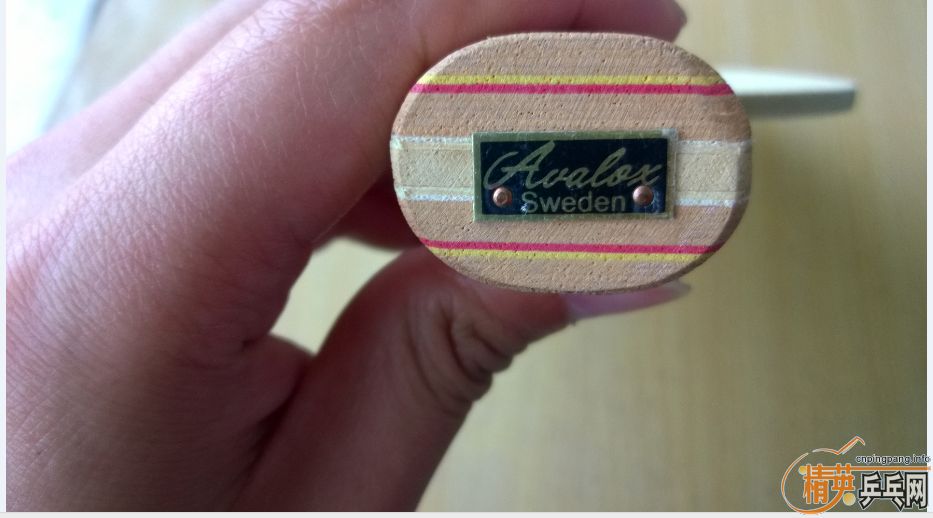 Avalox
Sweden
cnpingpang.info
精英乒乓网